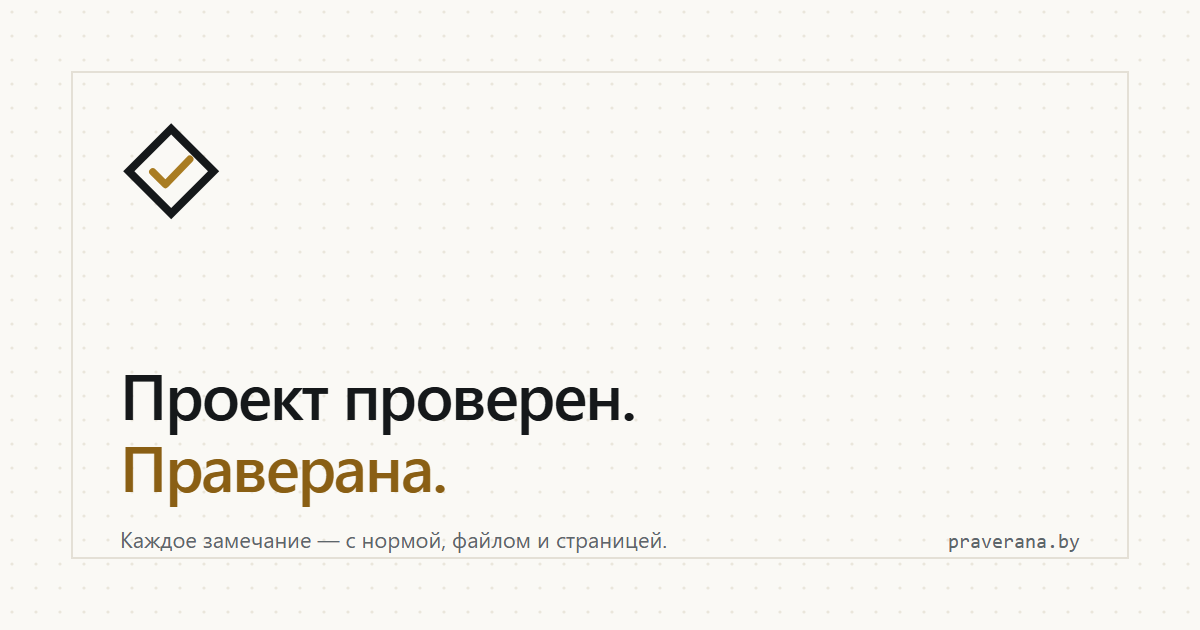 Проект проверен.
Праверана.
Каждое замечание — с нормой, файлом и страницей.
praverana.by